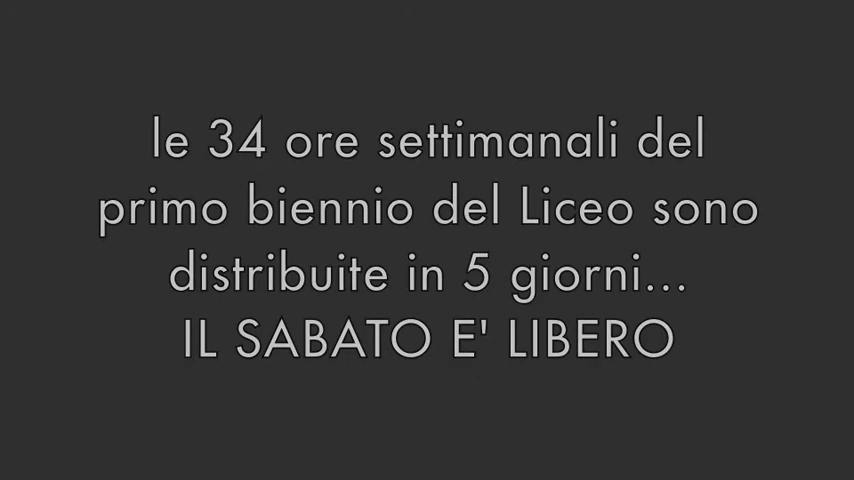 le 34 ore settimanali del
primo biennio del Liceo sono
distribuite in 5 giorni...
IL SABATO E' LIBERO